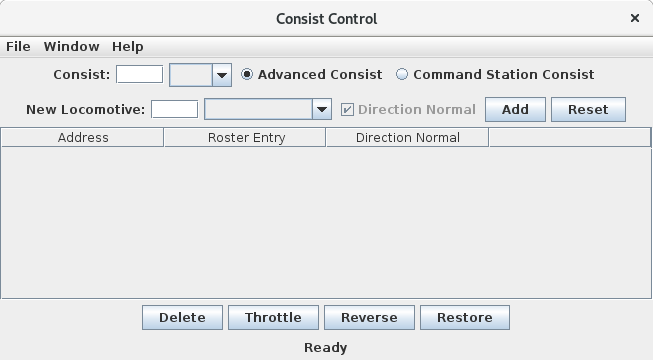 Consist Control
File Window Help
Consist: Advanced Consist Command Station Consist
New Locomotive: Direction Normal Add Reset
Address Roster Entry Direction Normal
Delete Throttle Reverse Restore
Ready